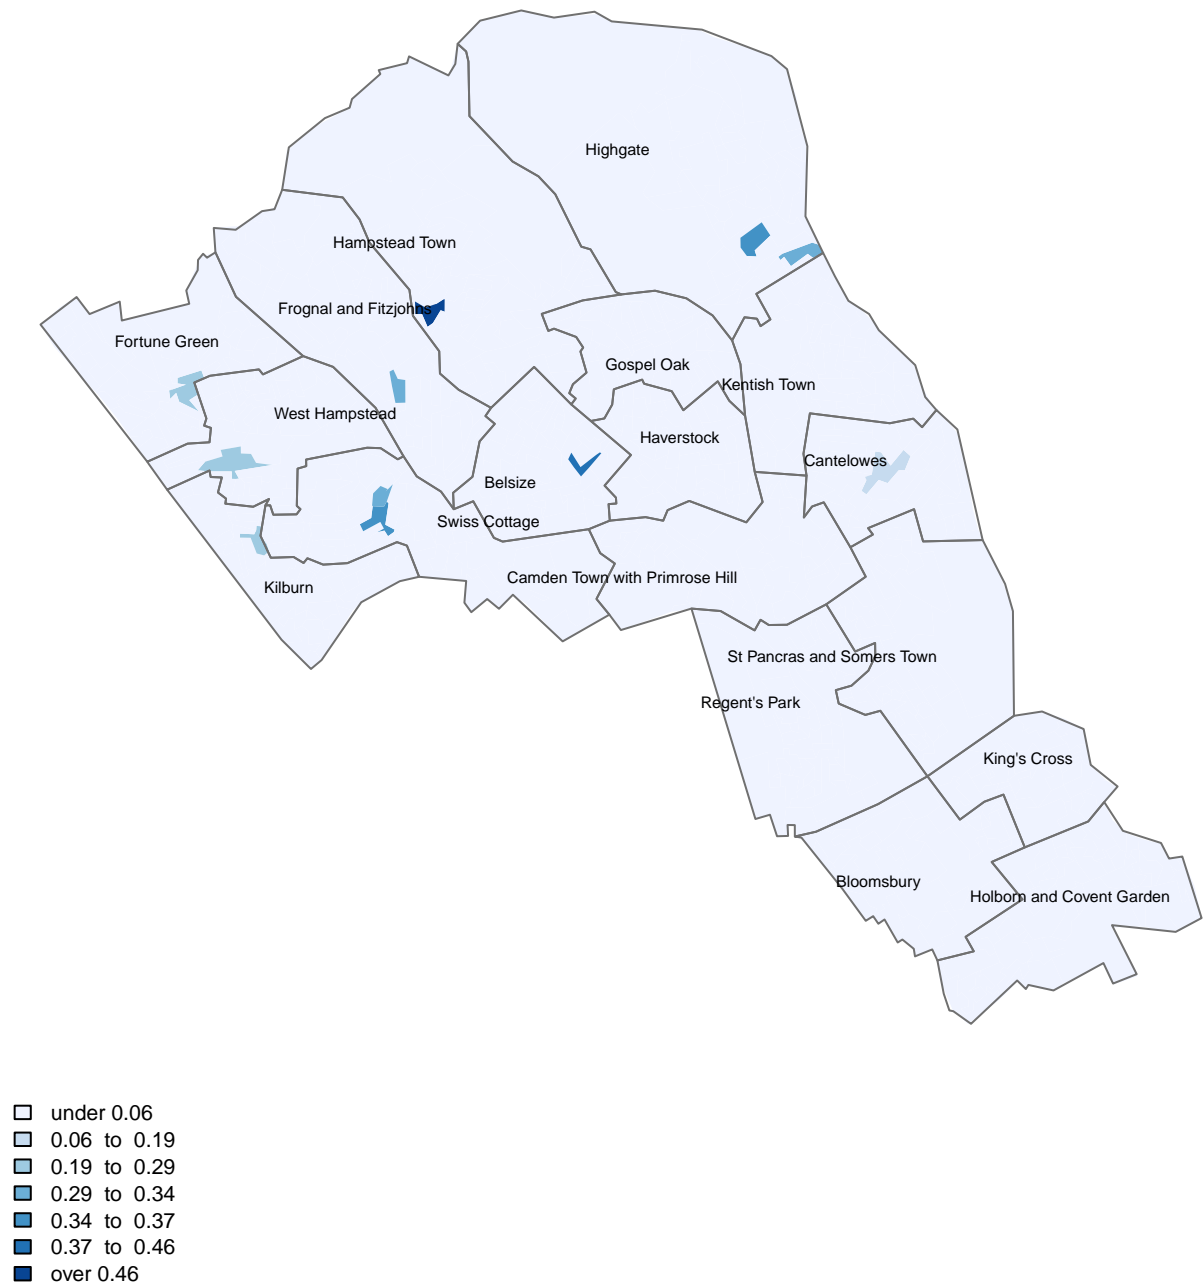 Highgate
Hampstead Town
Frognal and Fitzjohns
Fortune Green
Gospel Oak
Kentish Town
West Hampstead
Haverstock
Cantelowes
Belsize
Swiss Cottage
Camden Town with Primrose Hill
Kilburn
St Pancras and Somers Town
Regent's Park
King's Cross
Bloomsbury
Holborn and Covent Garden
under 0.06
0.06 to 0.19
0.19 to 0.29
0.29 to 0.34
0.34 to 0.37
0.37 to 0.46
over 0.46